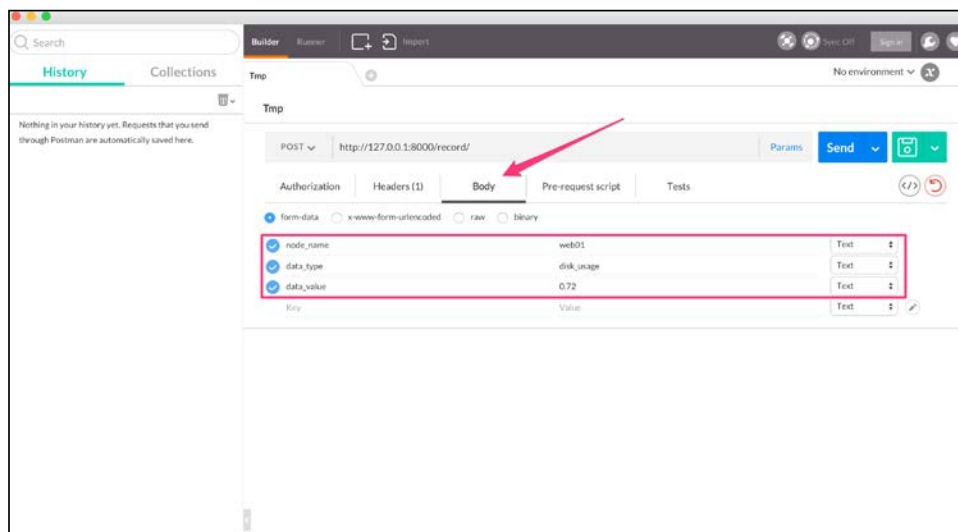 Search
Builder Runner Import Sync Off Sign in
History Collections
Tmp
No environment
Nothing in your history yet. Requests that you send
through Postman are automatically saved here.
Tmp
POST http://127.0.0.1:8000/record/ Params Send
Authorization Headers (1) Body Pre-request script Tests
form-data x-www-form-urlencoded raw binary
node_name web01 Text
data_type disk_usage Text
data_value 0.72 Text
Key Value Text